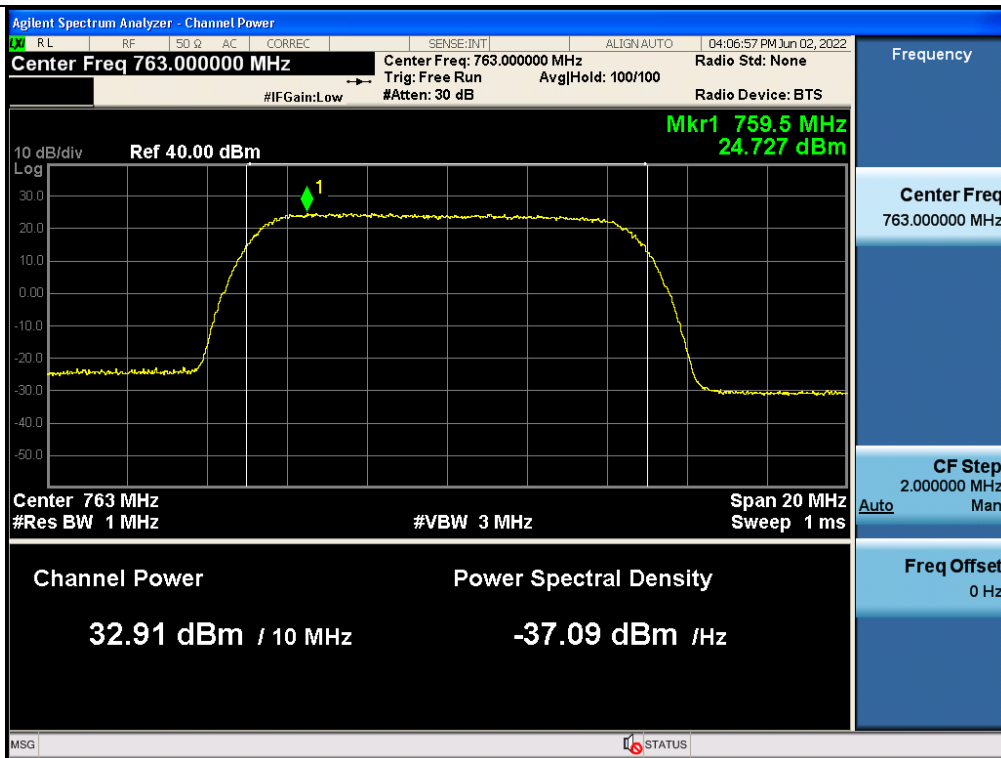 Agilent Spectrum Analyzer - Channel Power
LXI RL RF 50 Ω AC CORREC SENSE:INT ALIGN AUTO 04:06:57 PM Jun 02, 2022
Center Freq 763.000000 MHz
#IFGain:Low
Center Freq: 763.000000 MHz
Trig: Free Run Avg|Hold: 100/100
#Atten: 30 dB
Radio Std: None
Radio Device: BTS
Mkr1 759.5 MHz
24.727 dBm
10 dB/div Ref 40.00 dBm
Log
1
30.0
20.0
10.0
0.00
-10.0
-20.0
-30.0
-40.0
-50.0
Center 763 MHz Span 20 MHz
#Res BW 1 MHz #VBW 3 MHz Sweep 1 ms
Channel Power Power Spectral Density
32.91 dBm / 10 MHz -37.09 dBm /Hz
Frequency
Center Freq
763.000000 MHz
CF Step
2.000000 MHz
Auto Man
Freq Offset
0 Hz
MSG STATUS